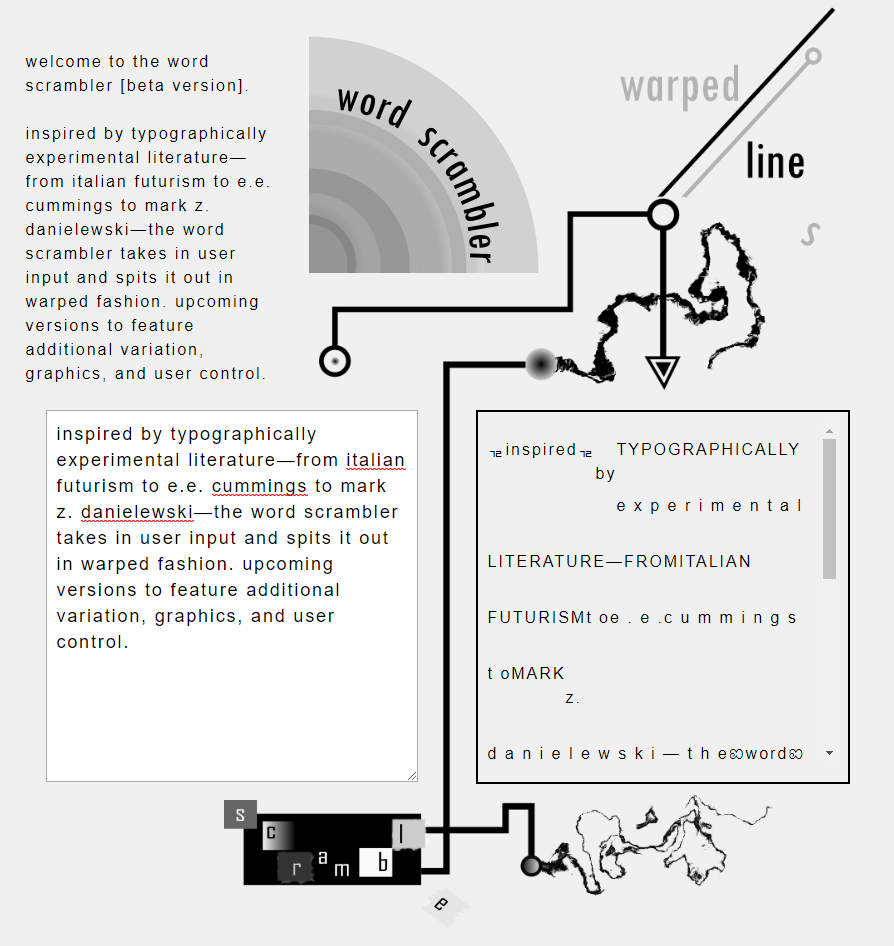 welcome to the word
scrambler [beta version].
inspired by typographically
experimental literature—
from italian futurism to e.e.
cummings to mark z.
danielewski—the word
scrambler takes in user
input and spits it out in
warped fashion. upcoming
versions to feature
additional variation,
graphics, and user control.
word scrambler
warped
line
s
inspired by typographically
experimental literature—from italian
futurism to e.e. cummings to mark
z. danielewski—the word scrambler
takes in user input and spits it out
in warped fashion. upcoming
versions to feature additional
variation, graphics, and user
control.
inspired TYPOGRAPHICALLY
by
e x p e r i m e n t a l
LITERATURE—FROMITALIAN
FUTURISMt oe . e .c u m m i n g s
t oMARK
z.
d a n i e l e w s k i — t h eꩄwordꩄ
s
c
r
a
m
b
l
e